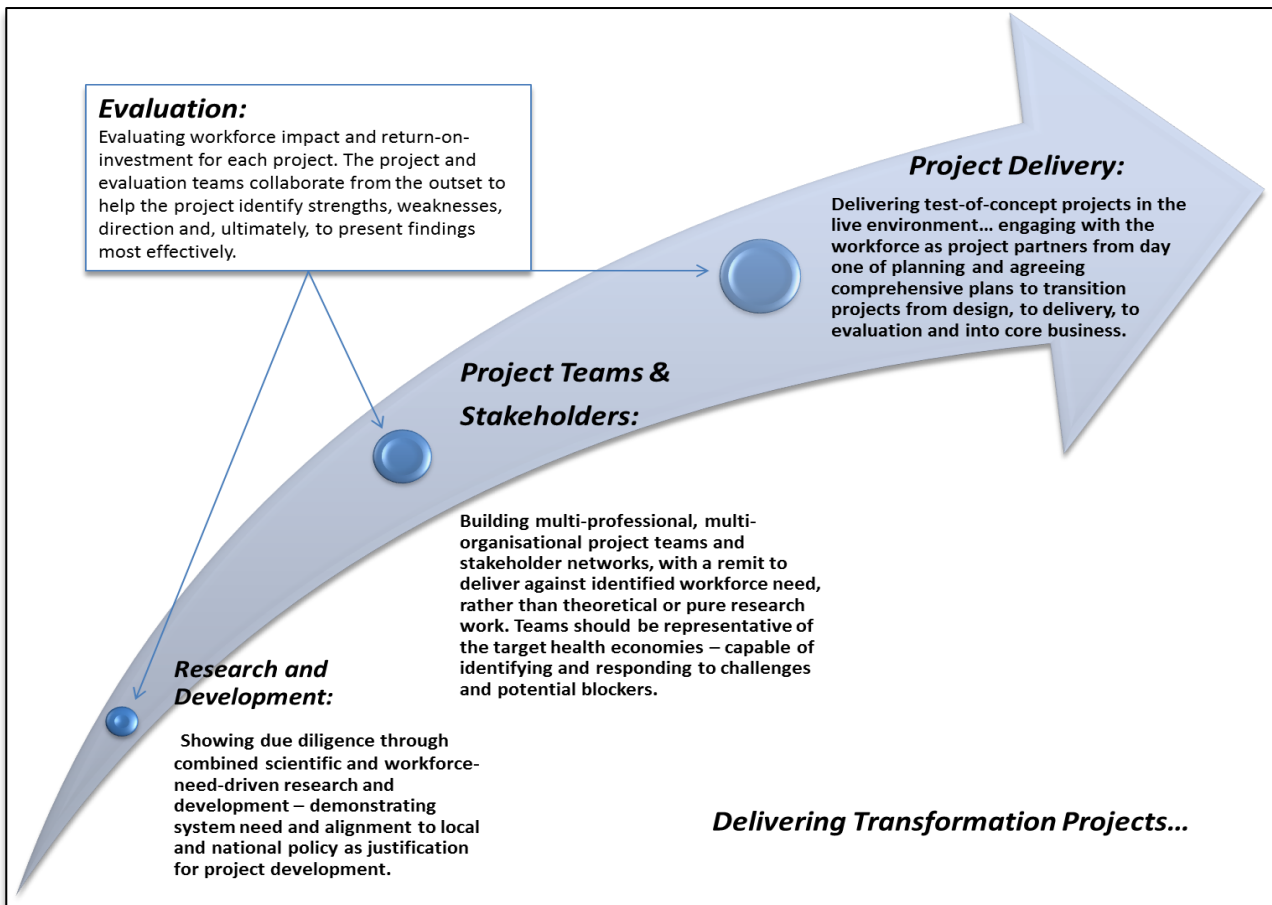 Evaluation:
Evaluating workforce impact and return-on-
investment for each project. The project and
evaluation teams collaborate from the outset to
help the project identify strengths, weaknesses,
direction and, ultimately, to present findings
most effectively.
Project Delivery:
Delivering test-of-concept projects in the
live environment... engaging with the
workforce as project partners from day
one of planning and agreeing
comprehensive plans to transition
projects from design, to delivery, to
evaluation and into core business.
Project Teams &
Stakeholders:
Building multi-professional, multi-
organisational project teams and
stakeholder networks, with a remit to
deliver against identified workforce need,
rather than theoretical or pure research
work. Teams should be representative of
the target health economies – capable of
identifying and responding to challenges
and potential blockers.
Research and
Development:
Showing due diligence through
combined scientific and workforce-
need-driven research and
development – demonstrating
system need and alignment to local
and national policy as justification
for project development.
Delivering Transformation Projects...